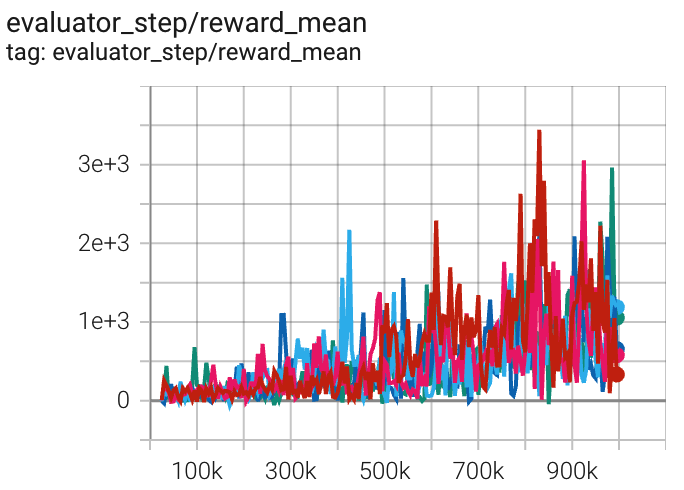 evaluator_step/reward_mean
tag: evaluator_step/reward_mean
3e+3
2e+3
1e+3
0
100k 300k 500k 700k 900k